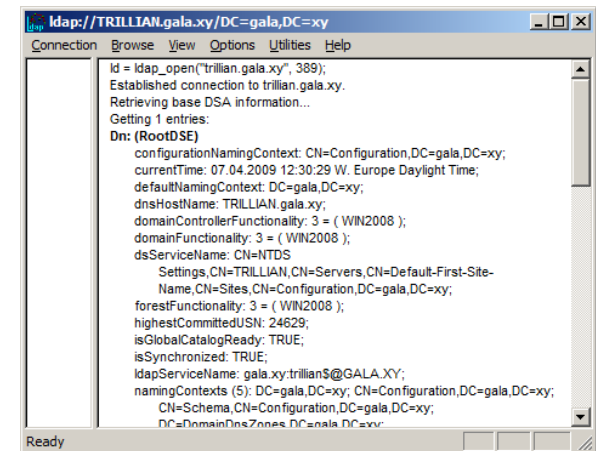 ldap://TRILLIAN.gala.xy/DC=gala,DC=xy
Connection Browse View Options Utilities Help
ld = ldap_open("trillian.gala.xy", 389);
Established connection to trillian.gala.xy.
Retrieving base DSA information...
Getting 1 entries:
Dn: (RootDSE)
configurationNamingContext: CN=Configuration,DC=gala,DC=xy;
currentTime: 07.04.2009 12:30:29 W. Europe Daylight Time;
defaultNamingContext: DC=gala,DC=xy;
dnsHostName: TRILLIAN.gala.xy;
domainControllerFunctionality: 3 = ( WIN2008 );
domainFunctionality: 3 = ( WIN2008 );
dsServiceName: CN=NTDS
Settings,CN=TRILLIAN,CN=Servers,CN=Default-First-Site-
Name,CN=Sites,CN=Configuration,DC=gala,DC=xy;
forestFunctionality: 3 = ( WIN2008 );
highestCommittedUSN: 24629;
isGlobalCatalogReady: TRUE;
isSynchronized: TRUE;
ldapServiceName: gala.xy:trillian$@GALA.XY;
namingContexts (5): DC=gala,DC=xy; CN=Configuration,DC=gala,DC=xy;
CN=Schema,CN=Configuration,DC=gala,DC=xy;
DC=DomainDnsZones,DC=gala,DC=xy;
Ready